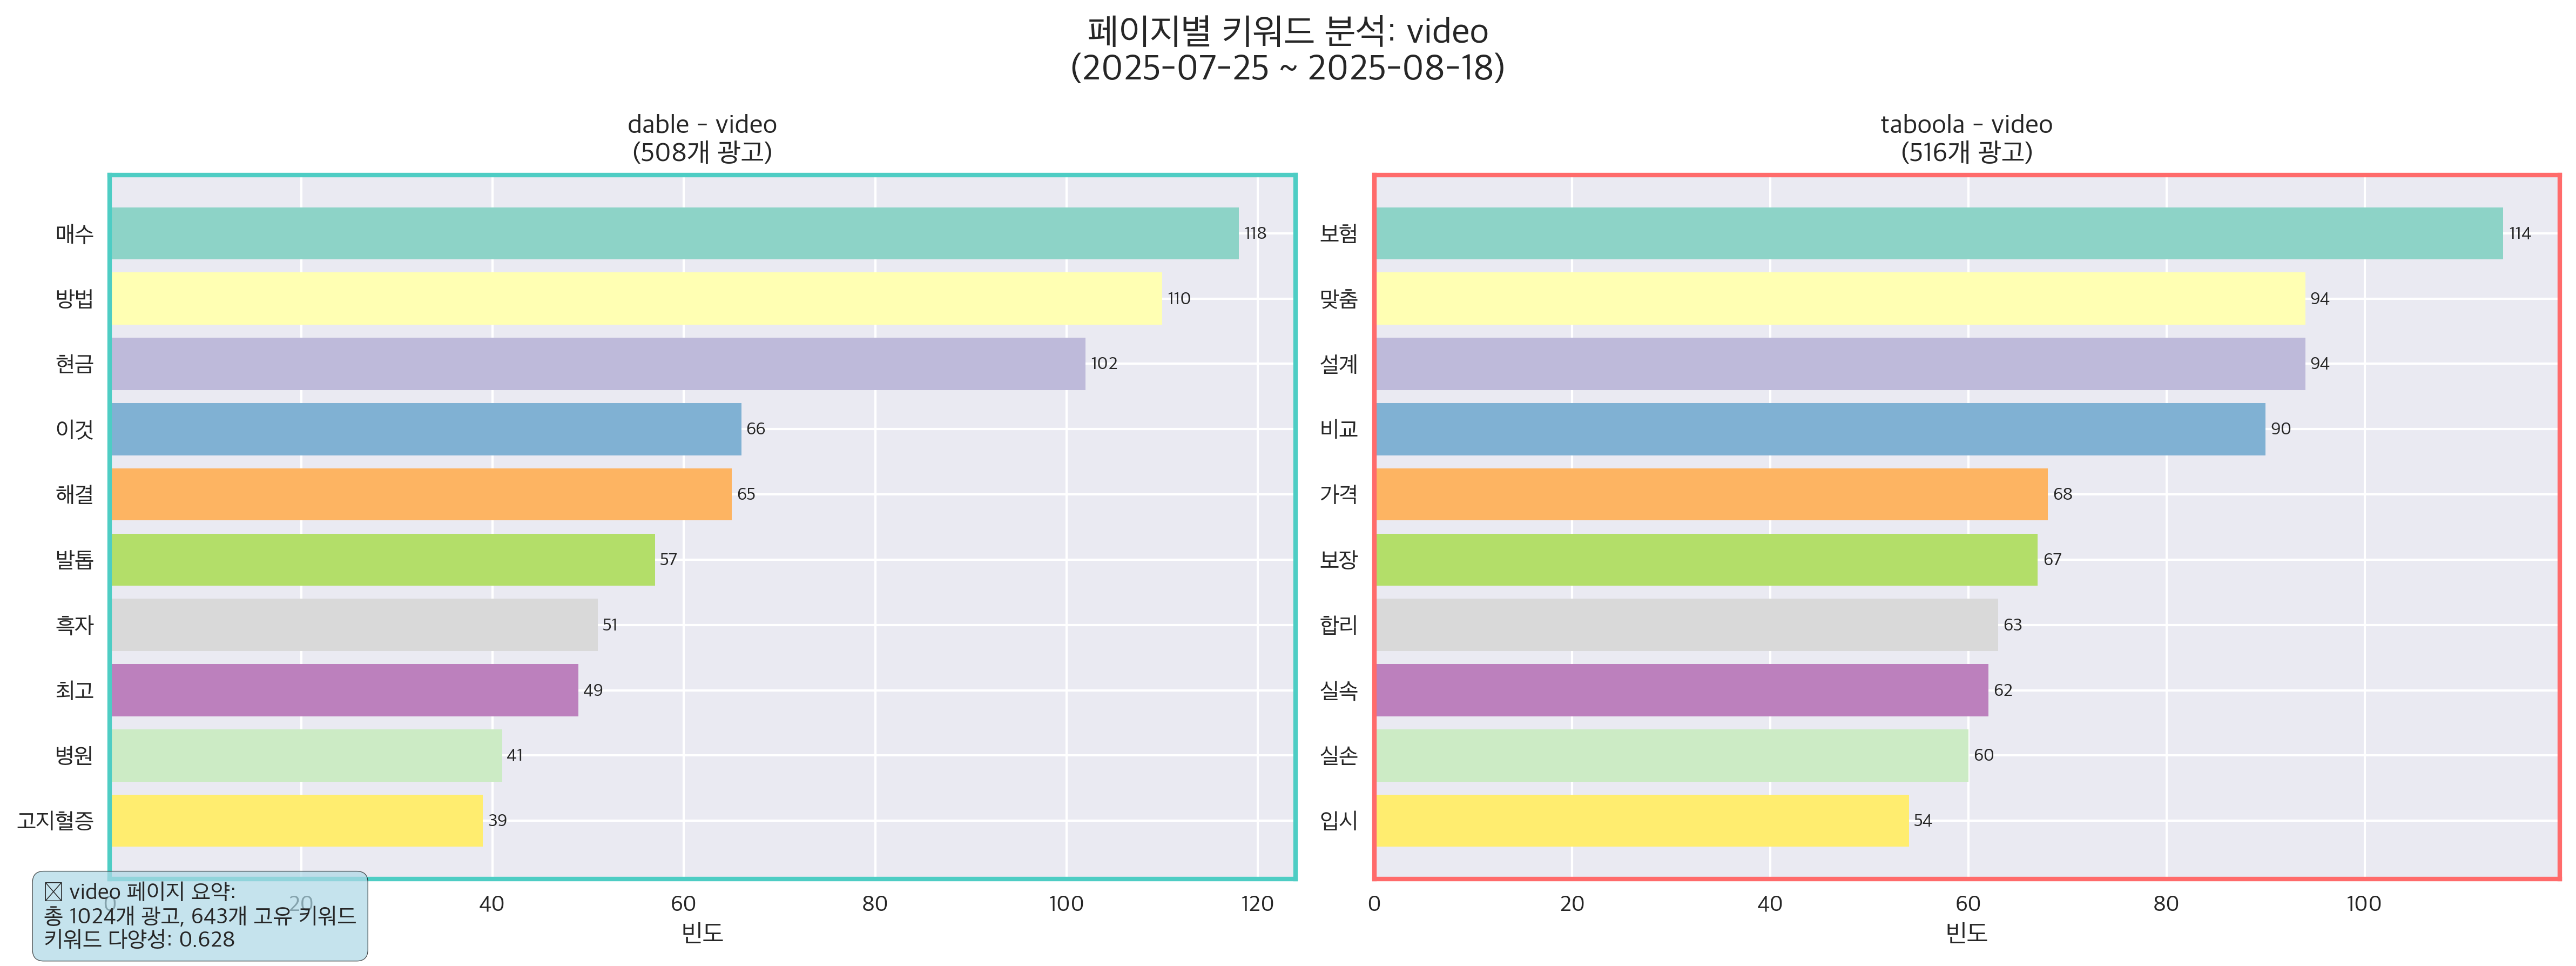 페이지별 키워드 분석: video
(2025-07-25 ~ 2025-08-18)
dable - video
(508개 광고)
매수 118
방법 110
현금 102
이것 66
해결 65
발톱 57
흑자 51
최고 49
병원 41
고지혈증 39
0 20 40 60 80 100 120
빈도
taboola - video
(516개 광고)
보험 114
맞춤 94
설계 94
비교 90
가격 68
보장 67
합리 63
실속 62
실손 60
입시 54
0 20 40 60 80 100
빈도
video 페이지 요약:
총 1024개 광고, 643개 고유 키워드
키워드 다양성: 0.628